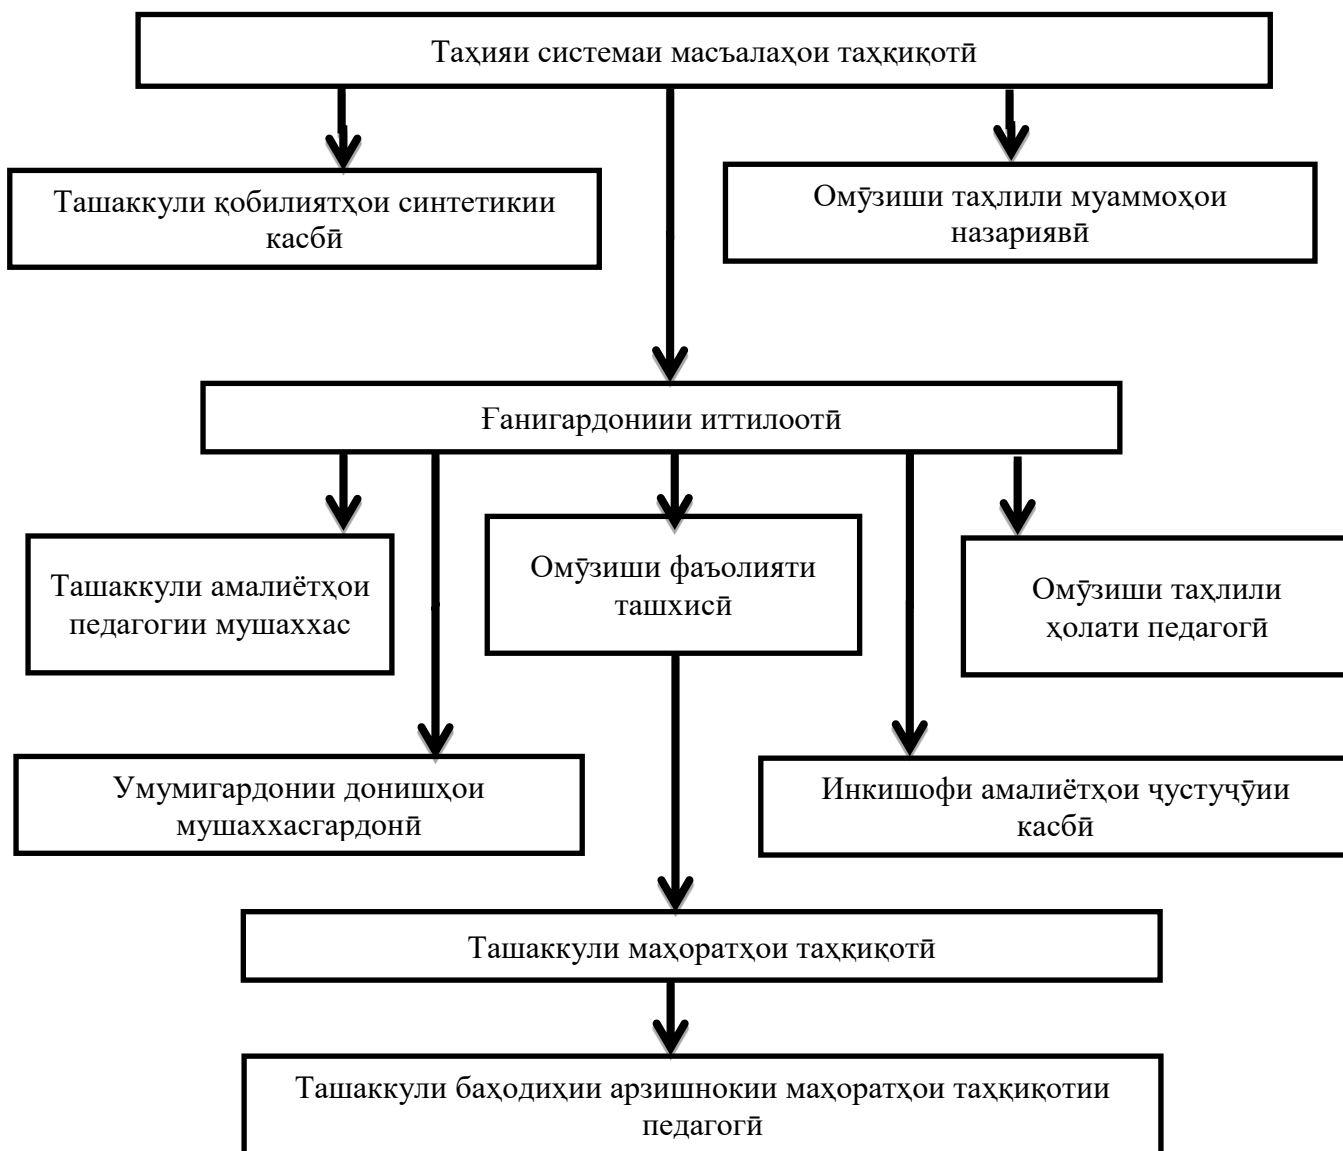 Таҳияи системаи масъалаҳои таҳқиқотӣ
Ташаккули қобилиятҳои синтетикии
касбӣ
Омӯзиши таҳлили муаммоҳои
назариявӣ
Ғанигардониии иттилоотӣ
Ташаккули амалиётҳои
педагогии мушаххас
Омӯзиши фаъолияти
ташхисӣ
Омӯзиши таҳлили
ҳолати педагогӣ
Умумигардонии донишҳои
мушаххасгардонӣ
Инкишофи амалиётҳои ҷустуҷӯии
касбӣ
Ташаккули маҳоратҳои таҳқиқотӣ
Ташаккули баҳодиҳии арзишнокии маҳоратҳои таҳқиқотии
педагогӣ